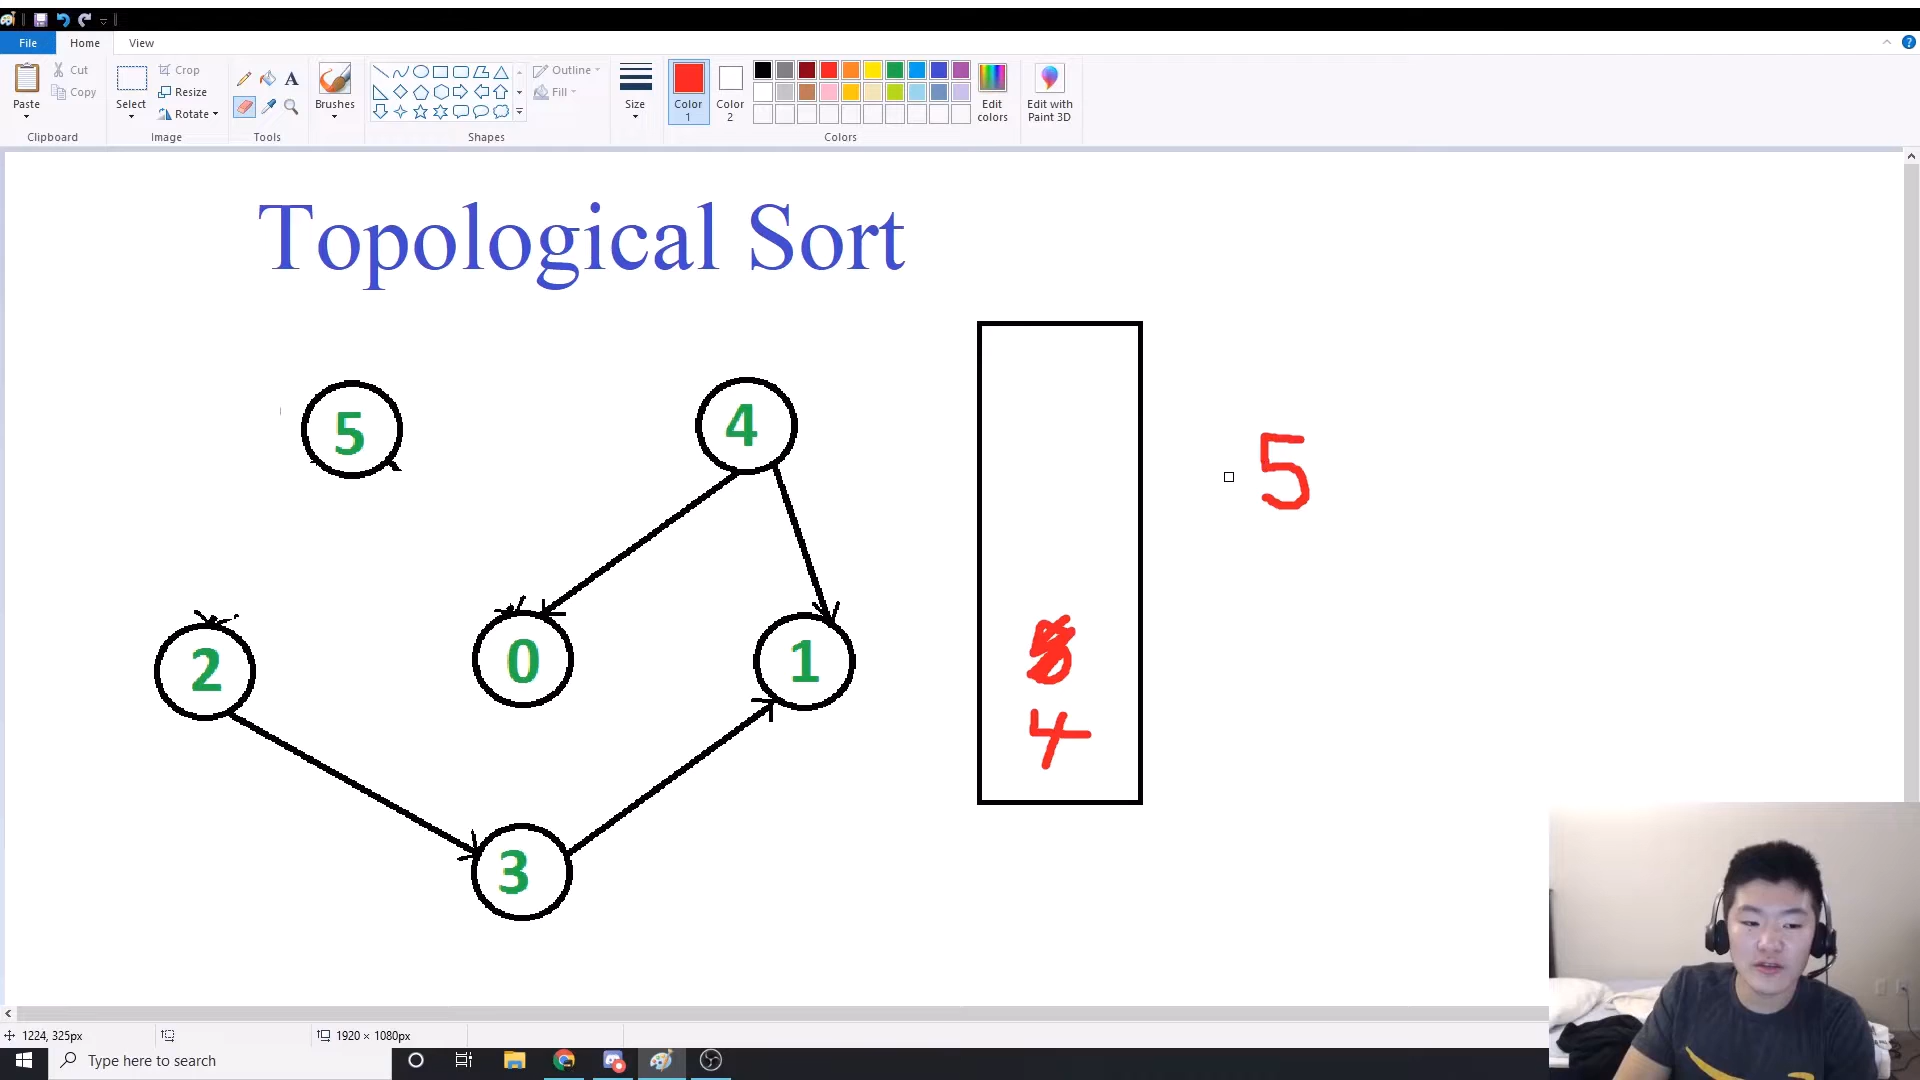 File Home View
Paste Cut Copy Clipboard
Select Crop Resize Rotate Image
Tools
Brushes
Outline Fill Shapes
Size
Color 1 Color 2
Edit colors
Colors
Edit with Paint 3D
Topological Sort
5 4
5
2 0 1
4
3
1224, 325px 1920 × 1080px
Type here to search